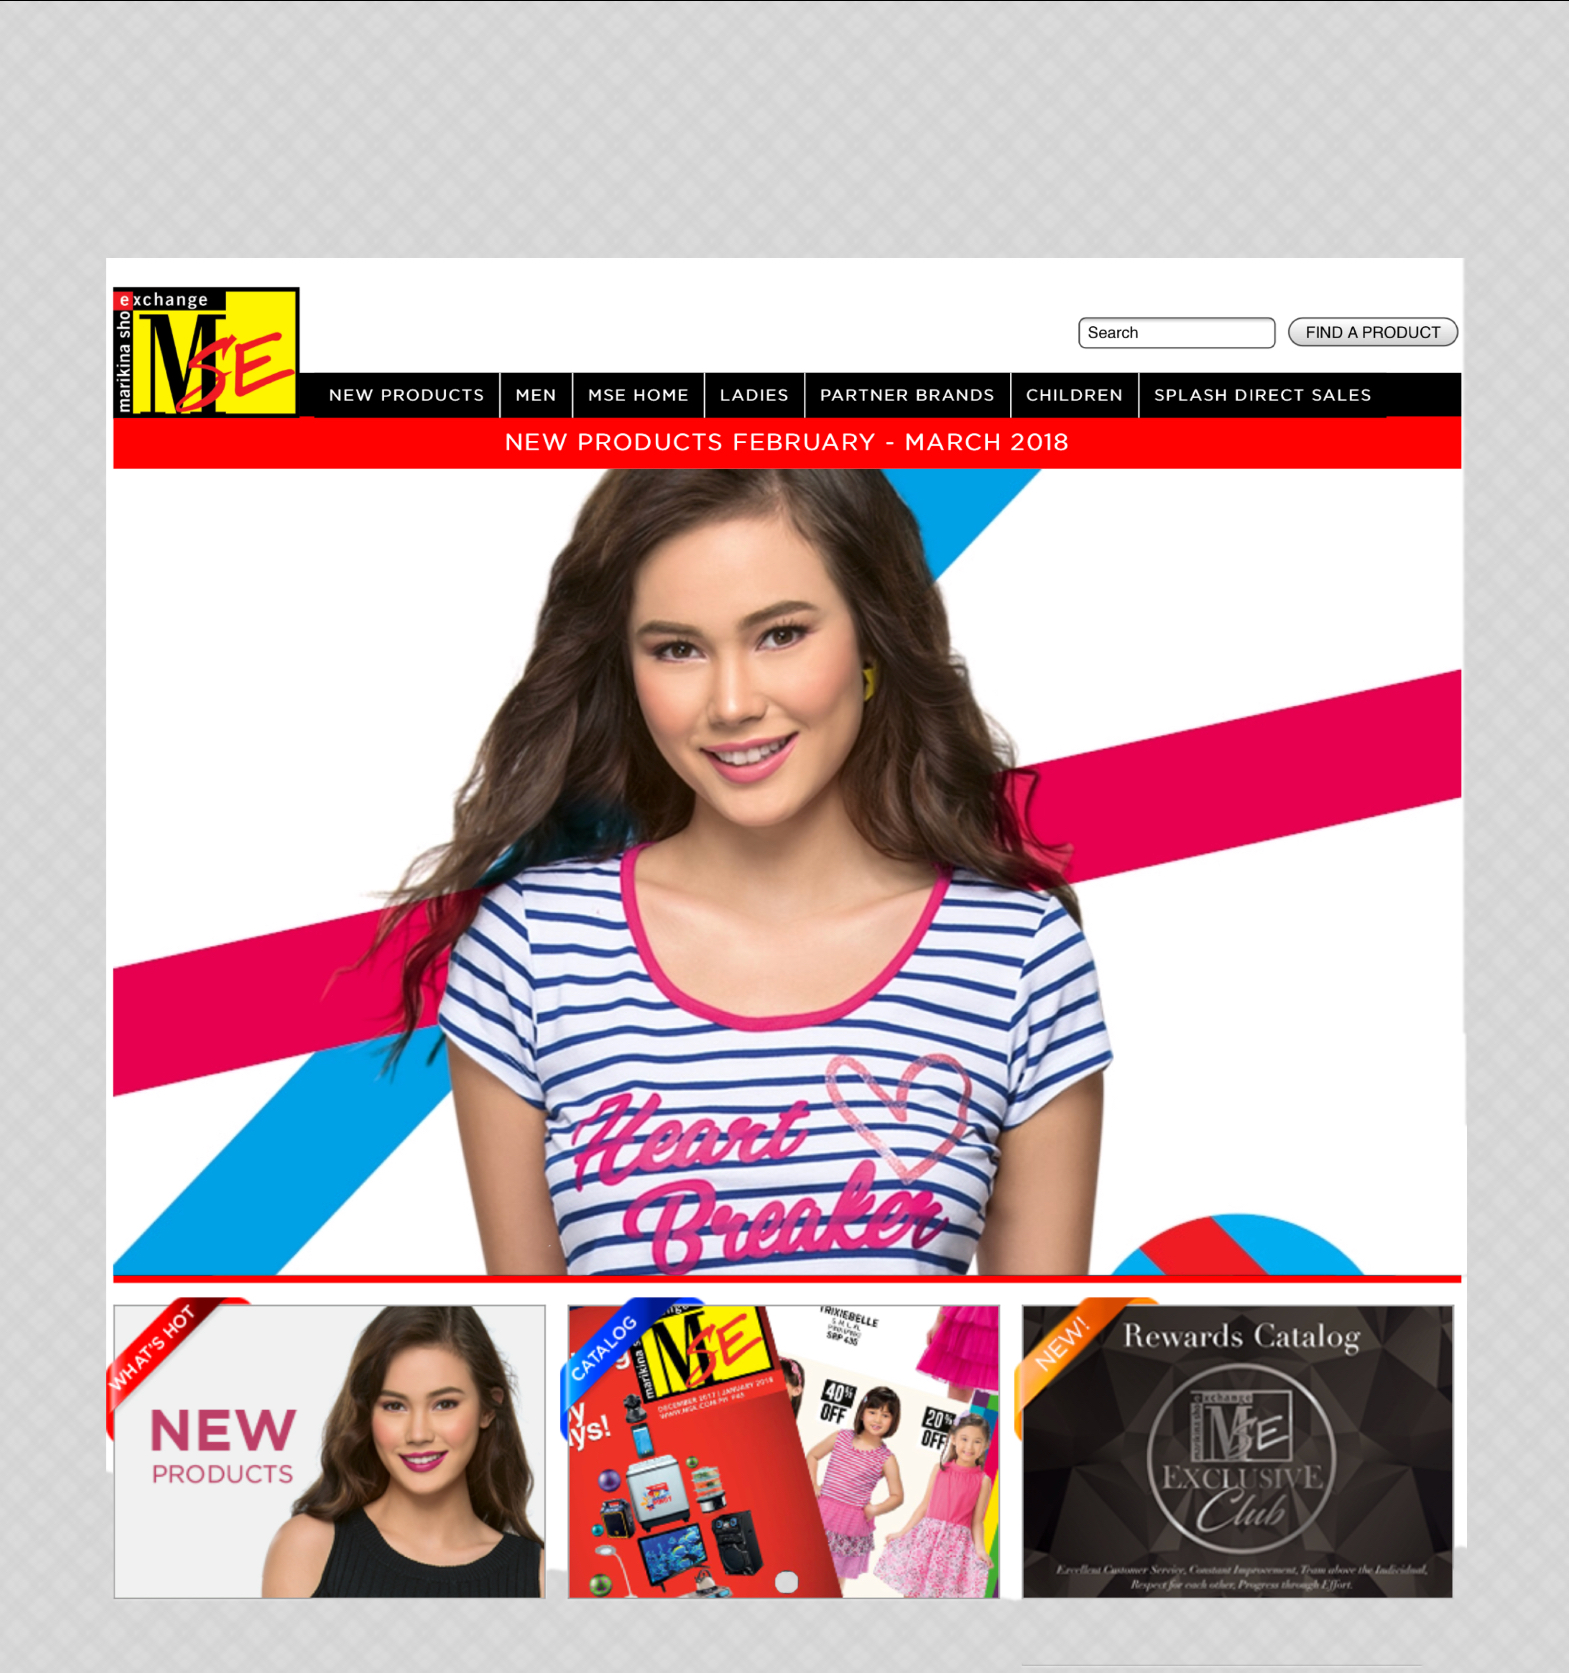 exchange
marikina sho
MSE
Search
FIND A PRODUCT
NEW PRODUCTS
MEN
MSE HOME
LADIES
PARTNER BRANDS
CHILDREN
SPLASH DIRECT SALES
NEW PRODUCTS FEBRUARY - MARCH 2018
Heart
Breaker
WHAT'S HOT
NEW
PRODUCTS
CATALOG
marikina s
MSE
DECEMBER 2017 | JANUARY 2018
WWW.MSE.COM.PH
ys!
TRIXIEBELLE
S, M, L, XL
SRP 435
40% OFF
20% OFF
NEW!
Rewards Catalog
exchange
MSE
EXCLUSIVE
Club
Excellent Customer Service, Constant Improvement, Team above the Individual,
Respect for each other, Progress through Effort.